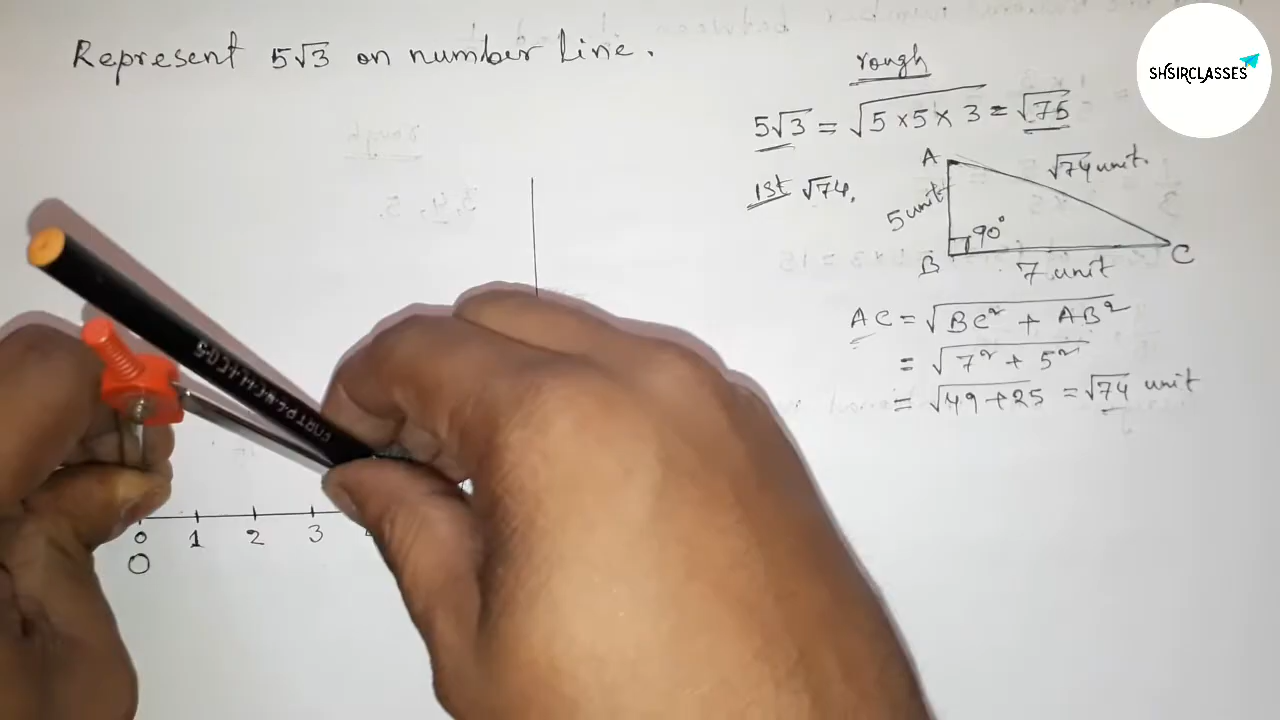 Represent 5√3 on number line.
rough
5√3 = √5×5×3 = √75
1st √74.
A
√74 unit.
5 unit
90°
B
7 unit
C
AC = √BC² + AB²
= √7² + 5²
= √49+25 = √74 unit
0 1 2 3
O
SHSIRCLASSES